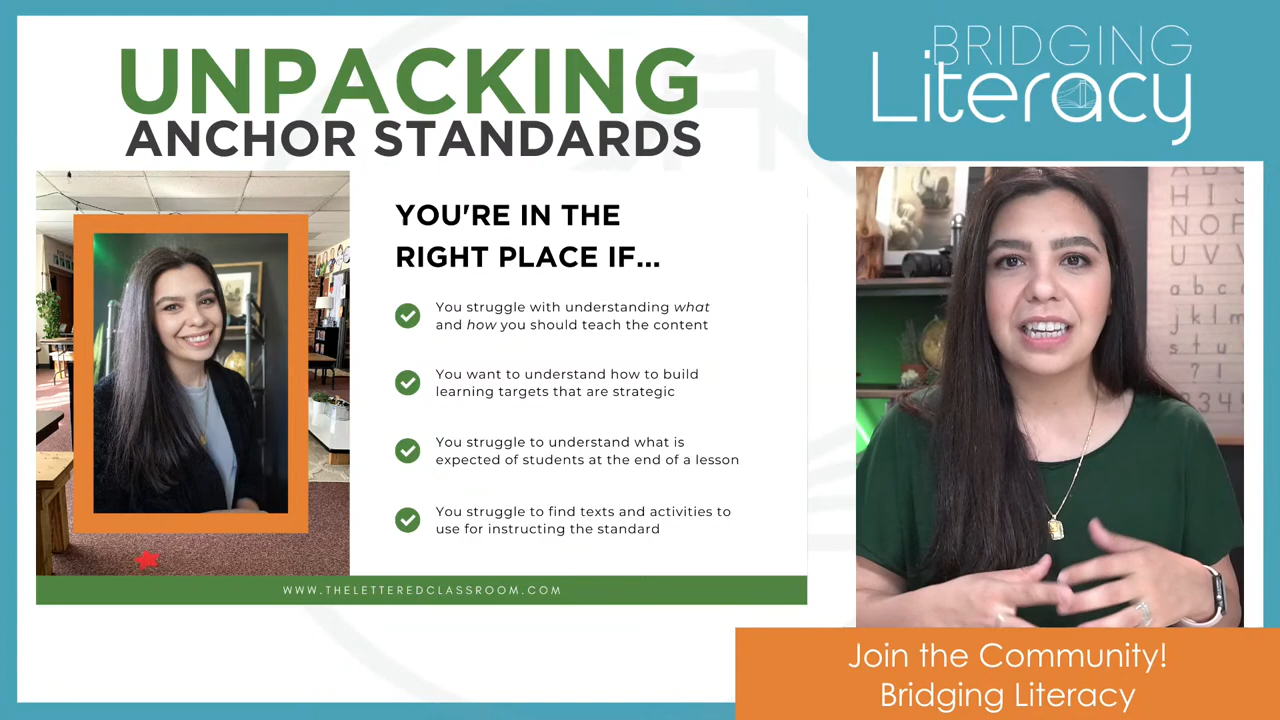 UNPACKING
ANCHOR STANDARDS
YOU'RE IN THE
RIGHT PLACE IF...
You struggle with understanding what
and how you should teach the content
You want to understand how to build
learning targets that are strategic
You struggle to understand what is
expected of students at the end of a lesson
You struggle to find texts and activities to
use for instructing the standard
WWW.THELETTEREDCLASSROOM.COM
BRIDGING
Literacy
H I J
N O P
U V V
a b c
j k l m
s t u
? !
3 4
Join the Community!
Bridging Literacy